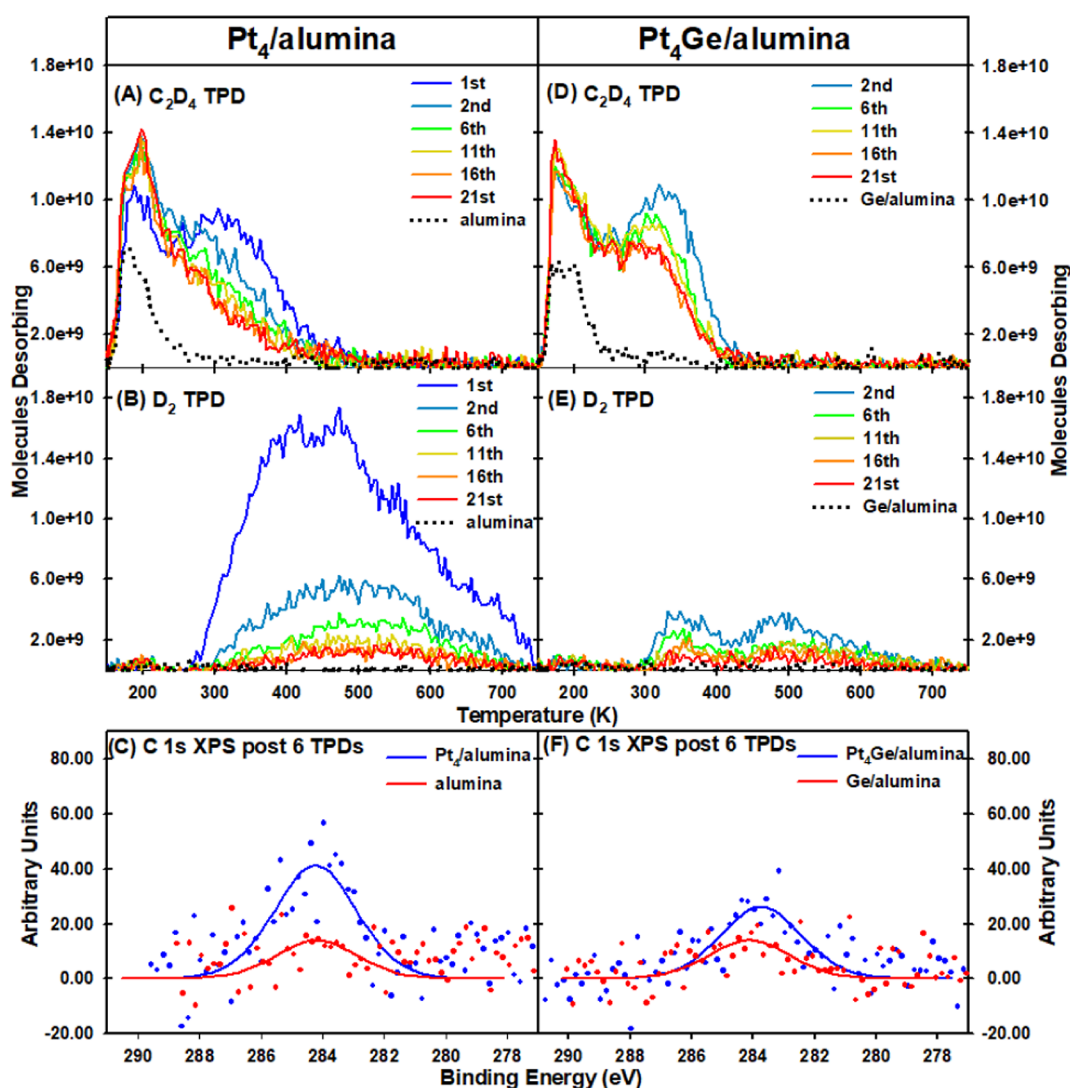 Pt4/alumina
Pt4Ge/alumina
1.8e+10
1.4e+10
1.0e+10
6.0e+9
2.0e+9
(A) C2D4 TPD
1st
2nd
6th
11th
16th
21st
alumina
(D) C2D4 TPD
2nd
6th
11th
16th
21st
Ge/alumina
1.8e+10
1.4e+10
1.0e+10
6.0e+9
2.0e+9
Molecules Desorbing
Molecules Desorbing
1.8e+10
1.4e+10
1.0e+10
6.0e+9
2.0e+9
(B) D2 TPD
1st
2nd
6th
11th
16th
21st
alumina
(E) D2 TPD
2nd
6th
11th
16th
21st
Ge/alumina
1.8e+10
1.4e+10
1.0e+10
6.0e+9
2.0e+9
200 300 400 500 600 700
200 300 400 500 600 700
Temperature (K)
(C) C 1s XPS post 6 TPDs
Pt4/alumina
alumina
(F) C 1s XPS post 6 TPDs
Pt4Ge/alumina
Ge/alumina
80.00
60.00
40.00
20.00
0.00
-20.00
80.00
60.00
40.00
20.00
0.00
-20.00
Arbitrary Units
Arbitrary Units
290 288 286 284 282 280 278
290 288 286 284 282 280 278
Binding Energy (eV)